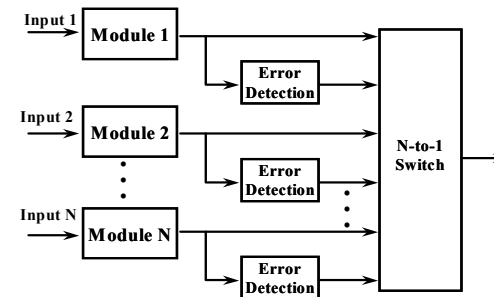 Input 1
Module 1
Error
Detection
Input 2
Module 2
Error
Detection
N-to-1
Switch
Input N
Module N
Error
Detection